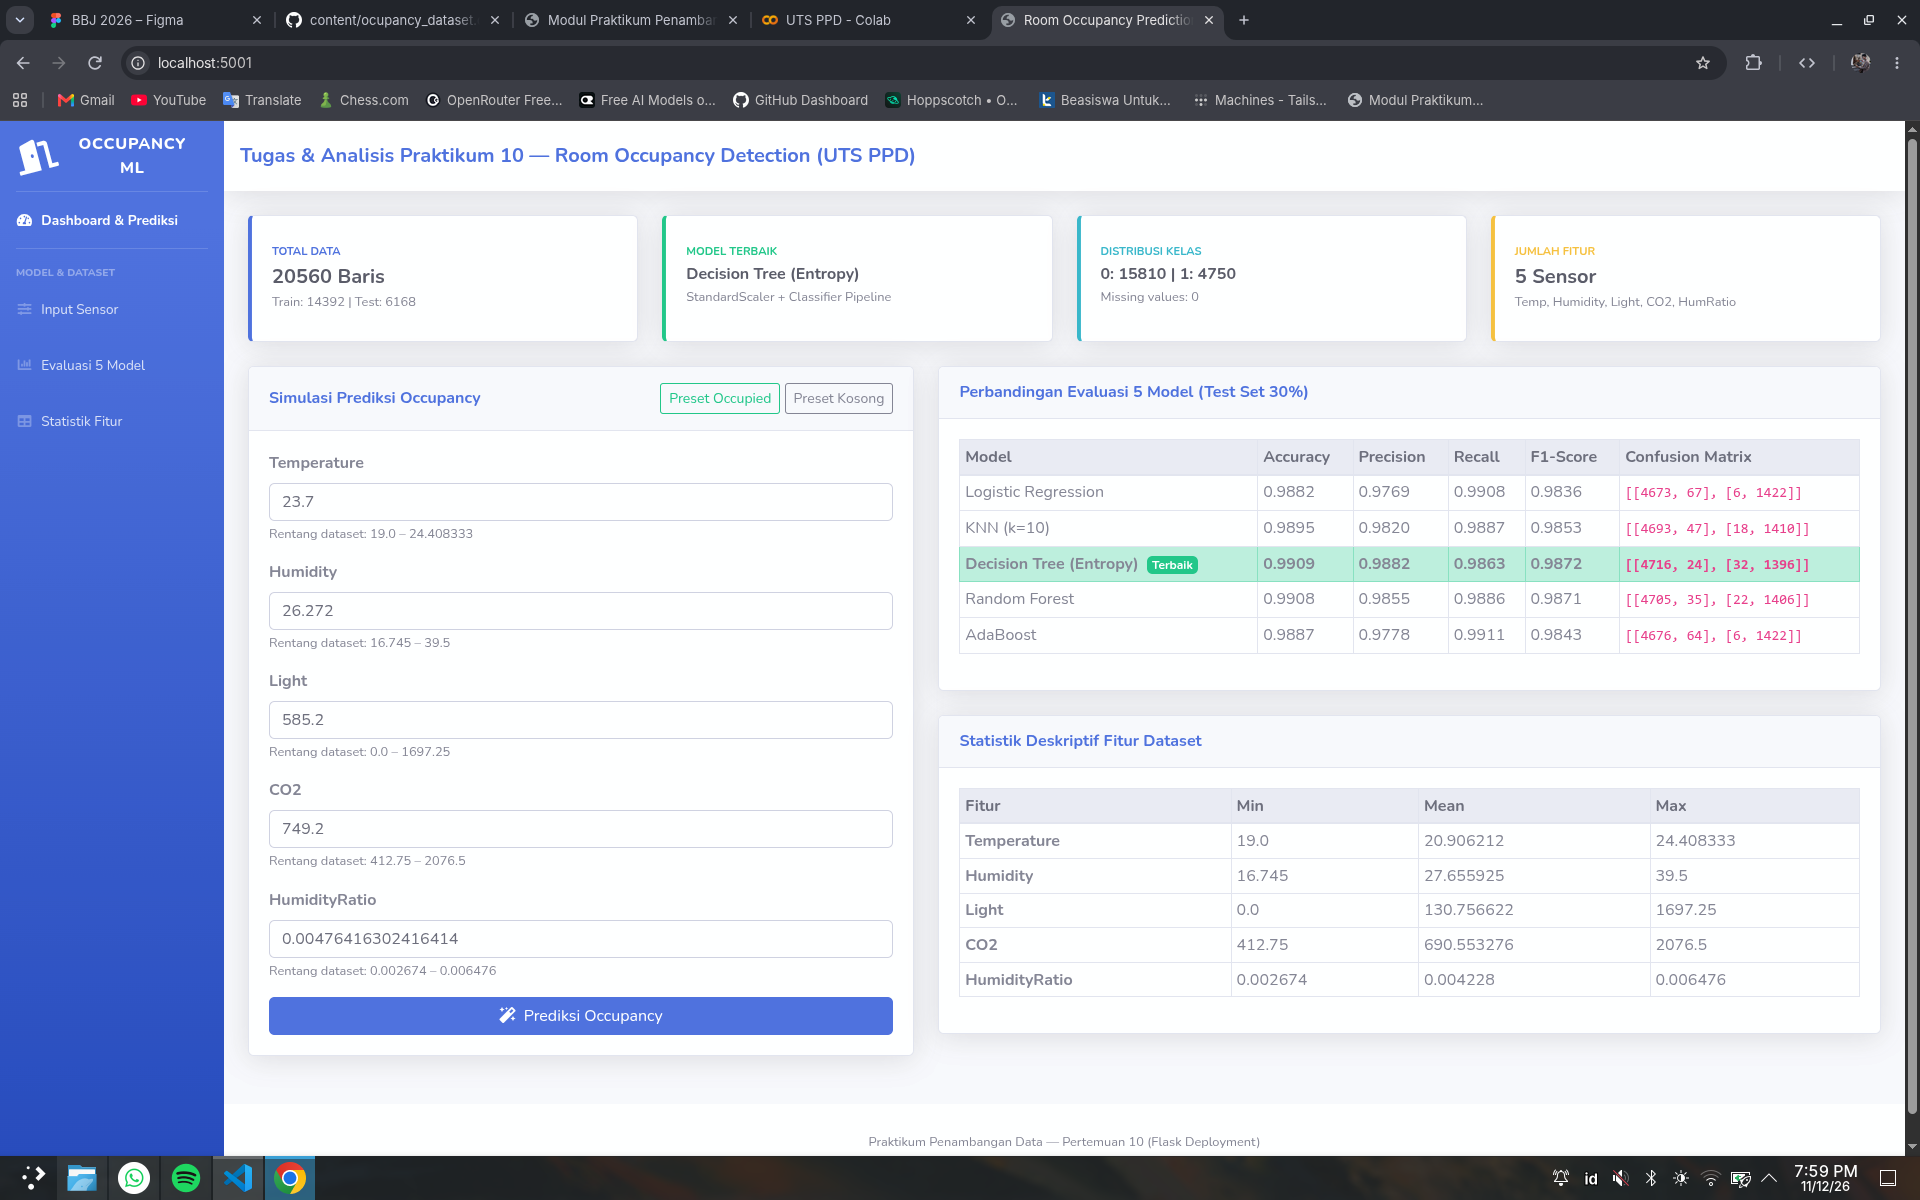 BBJ 2026 – Figma
content/ocupancy_dataset.
Modul Praktikum Penambar
UTS PPD - Colab
Room Occupancy Predictio
localhost:5001
Gmail
YouTube
Translate
Chess.com
OpenRouter Free...
Free AI Models o...
GitHub Dashboard
Hoppscotch • O...
Beasiswa Untuk...
Machines - Tails...
Modul Praktikum...
OCCUPANCY
ML
Dashboard & Prediksi
MODEL & DATASET
Input Sensor
Evaluasi 5 Model
Statistik Fitur
Tugas & Analisis Praktikum 10 — Room Occupancy Detection (UTS PPD)
TOTAL DATA
20560 Baris
Train: 14392 | Test: 6168
MODEL TERBAIK
Decision Tree (Entropy)
StandardScaler + Classifier Pipeline
DISTRIBUSI KELAS
0: 15810 | 1: 4750
Missing values: 0
JUMLAH FITUR
5 Sensor
Temp, Humidity, Light, CO2, HumRatio
Simulasi Prediksi Occupancy
Preset Occupied
Preset Kosong
Temperature
23.7
Rentang dataset: 19.0 – 24.408333
Humidity
26.272
Rentang dataset: 16.745 – 39.5
Light
585.2
Rentang dataset: 0.0 – 1697.25
CO2
749.2
Rentang dataset: 412.75 – 2076.5
HumidityRatio
0.00476416302416414
Rentang dataset: 0.002674 – 0.006476
Prediksi Occupancy
Perbandingan Evaluasi 5 Model (Test Set 30%)
Model Accuracy Precision Recall F1-Score Confusion Matrix
Logistic Regression 0.9882 0.9769 0.9908 0.9836 [[4673, 67], [6, 1422]]
KNN (k=10) 0.9895 0.9820 0.9887 0.9853 [[4693, 47], [18, 1410]]
Decision Tree (Entropy) Terbaik 0.9909 0.9882 0.9863 0.9872 [[4716, 24], [32, 1396]]
Random Forest 0.9908 0.9855 0.9886 0.9871 [[4705, 35], [22, 1406]]
AdaBoost 0.9887 0.9778 0.9911 0.9843 [[4676, 64], [6, 1422]]
Statistik Deskriptif Fitur Dataset
Fitur Min Mean Max
Temperature 19.0 20.906212 24.408333
Humidity 16.745 27.655925 39.5
Light 0.0 130.756622 1697.25
CO2 412.75 690.553276 2076.5
HumidityRatio 0.002674 0.004228 0.006476
Praktikum Penambangan Data — Pertemuan 10 (Flask Deployment)
id
7:59 PM
11/12/26